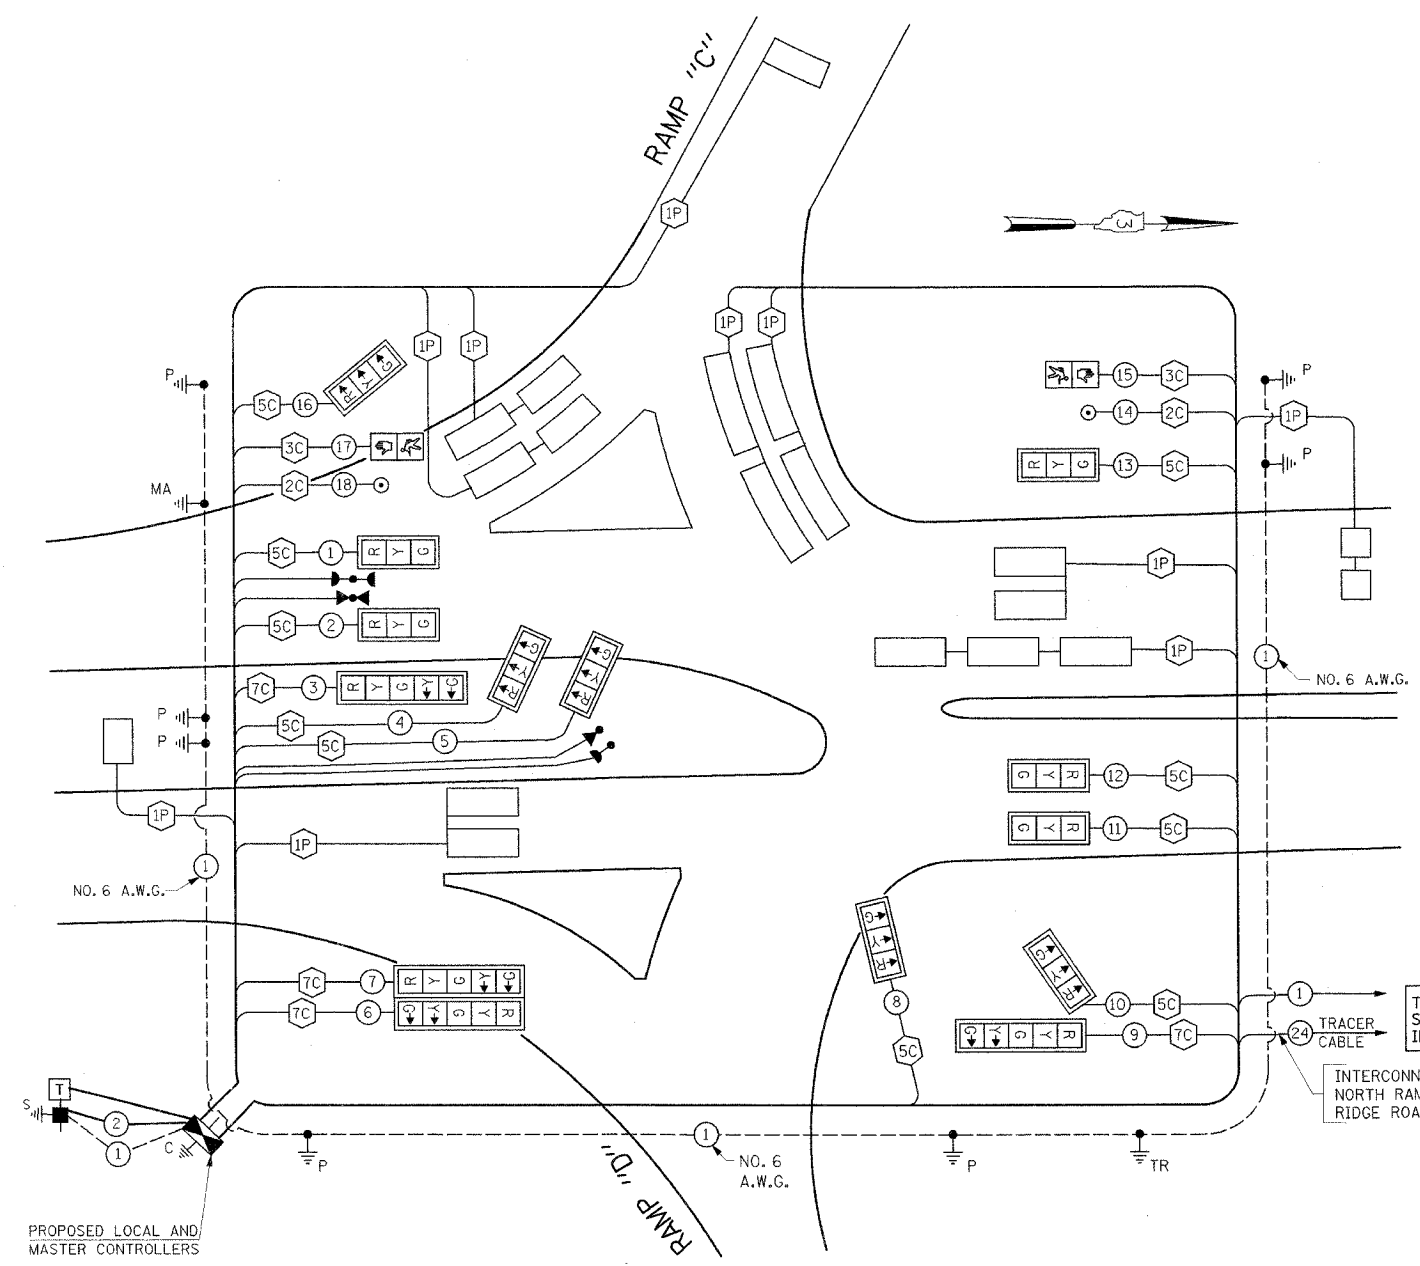 RAMP "C"
3
1P
1P
1P
1P
1P
5C 16 R Y G
3C 17
2C 18
P
MA
15 3C
14 2C
R Y G 13 5C
P
1P
P
5C 1 R Y G
5C 2 R Y G
1P
1P
7C 3 R Y G Y G
5C 4 R Y G
5C 5 R Y G
P
P
1
NO. 6 A.W.G.
1P
1P
1
NO. 6 A.W.G.
G Y R 12 5C
G Y R 11 5C
7C 7 R Y G Y G
7C 6 G Y G Y R
G Y R
8
5C
G Y R 10 5C
G Y G Y R 9 7C
1
24 TRACER
CABLE
INTERCONN
NORTH RAM
RIDGE ROA
T
S
T
S
2
1
C
P
1
NO. 6
A.W.G.
P
TR
RAMP "D"
PROPOSED LOCAL AND
MASTER CONTROLLERS